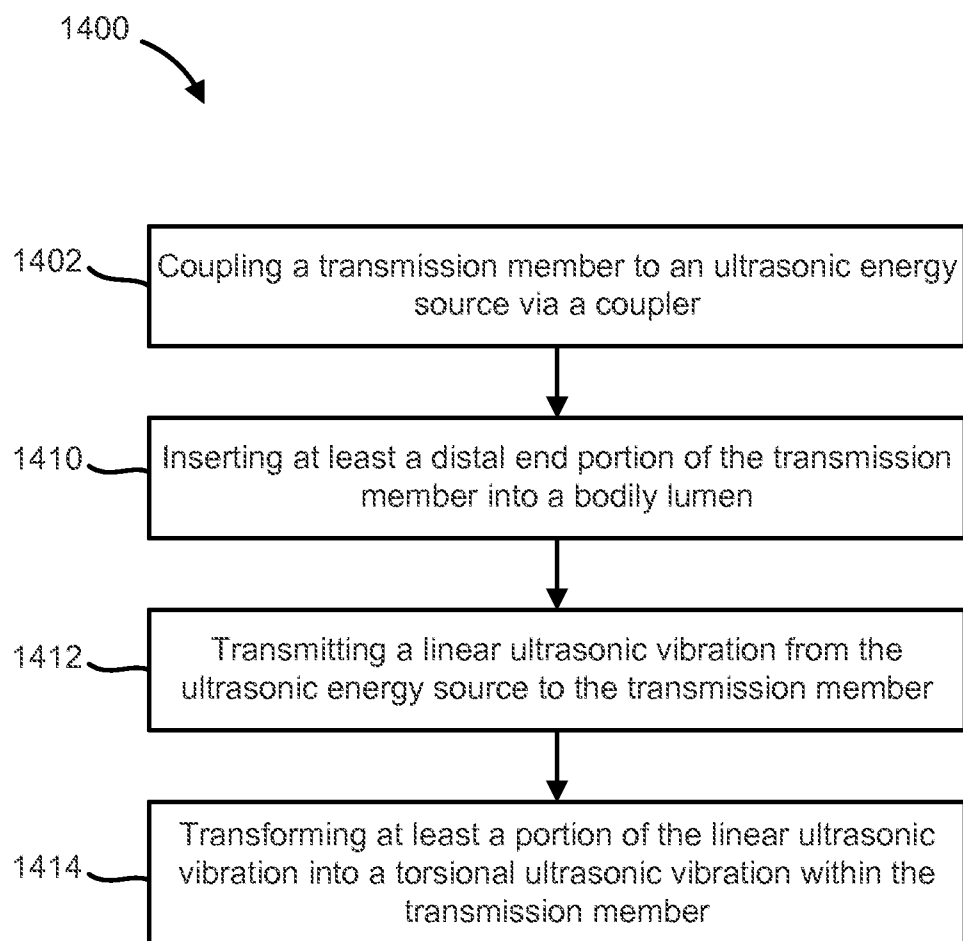 1400
1402
Coupling a transmission member to an ultrasonic energy
source via a coupler
1410
Inserting at least a distal end portion of the transmission
member into a bodily lumen
1412
Transmitting a linear ultrasonic vibration from the
ultrasonic energy source to the transmission member
1414
Transforming at least a portion of the linear ultrasonic
vibration into a torsional ultrasonic vibration within the
transmission member